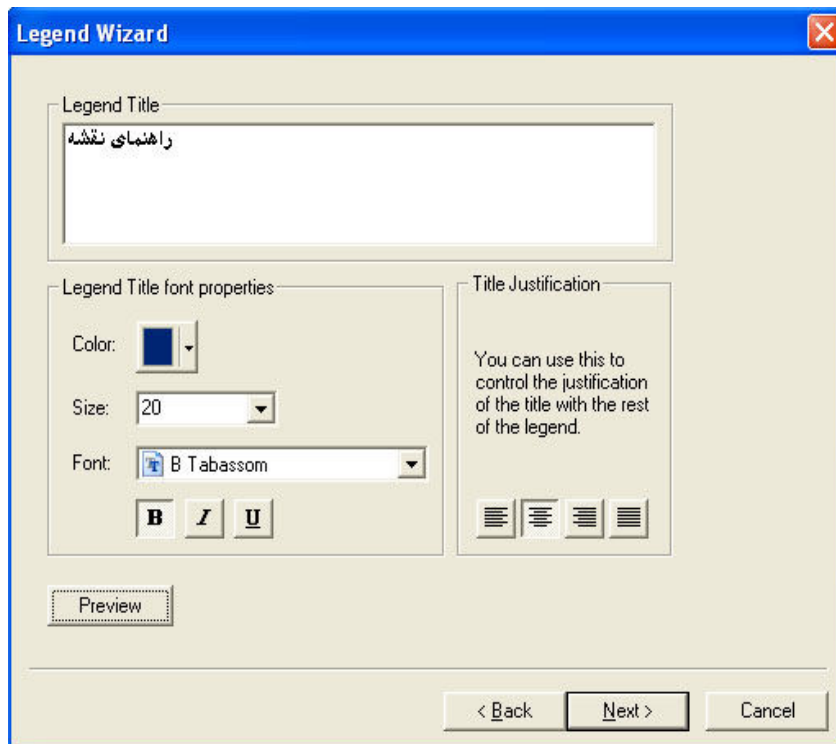 Legend Wizard
Legend Title
راهنمای نقشه
Legend Title font properties
Color:
Size: 20
Font: B Tabassom
B I U
Title Justification
You can use this to
control the justification
of the title with the rest
of the legend.
Preview
< Back Next > Cancel